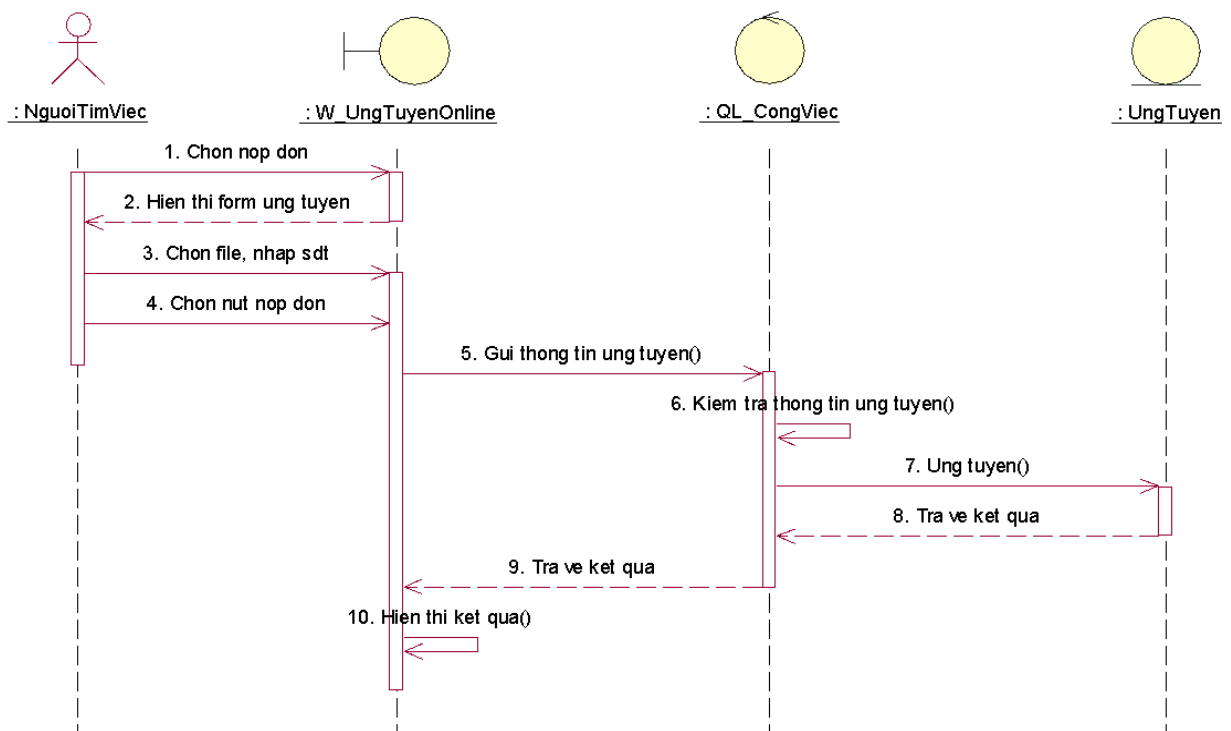 : NguoiTimViec
: W_UngTuyenOnline
: QL_CongViec
: UngTuyen
1. Chon nop don
2. Hien thi form ung tuyen
3. Chon file, nhap sdt
4. Chon nut nop don
5. Gui thong tin ung tuyen()
6. Kiem tra thong tin ung tuyen()
7. Ung tuyen()
8. Tra ve ket qua
9. Tra ve ket qua
10. Hien thi ket qua()